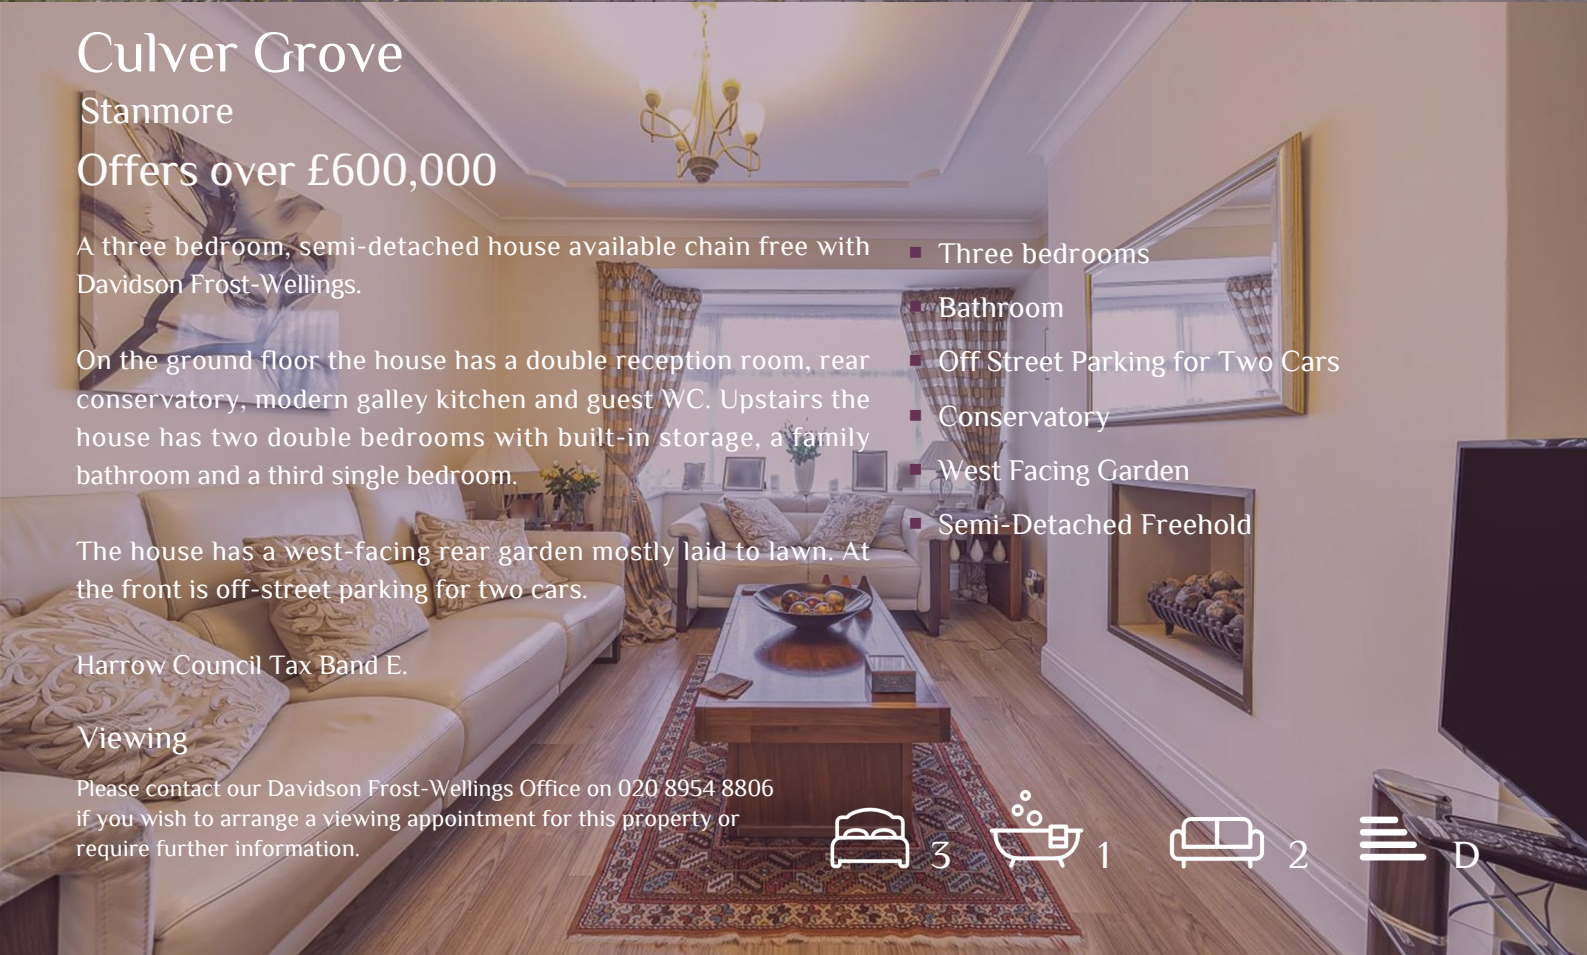 Culver Grove
Stanmore
Offers over £600,000
A three bedroom, semi-detached house available chain free with
Davidson Frost-Wellings.
On the ground floor the house has a double reception room, rear
conservatory, modern galley kitchen and guest WC. Upstairs the
house has two double bedrooms with built-in storage, a family
bathroom and a third single bedroom.
The house has a west-facing rear garden mostly laid to lawn. At
the front is off-street parking for two cars.
Harrow Council Tax Band E.
Viewing
Please contact our Davidson Frost-Wellings Office on 020 8954 8806
if you wish to arrange a viewing appointment for this property or
require further information.
Three bedrooms
Bathroom
Off Street Parking for Two Cars
Conservatory
West Facing Garden
Semi-Detached Freehold
3 1 2 D